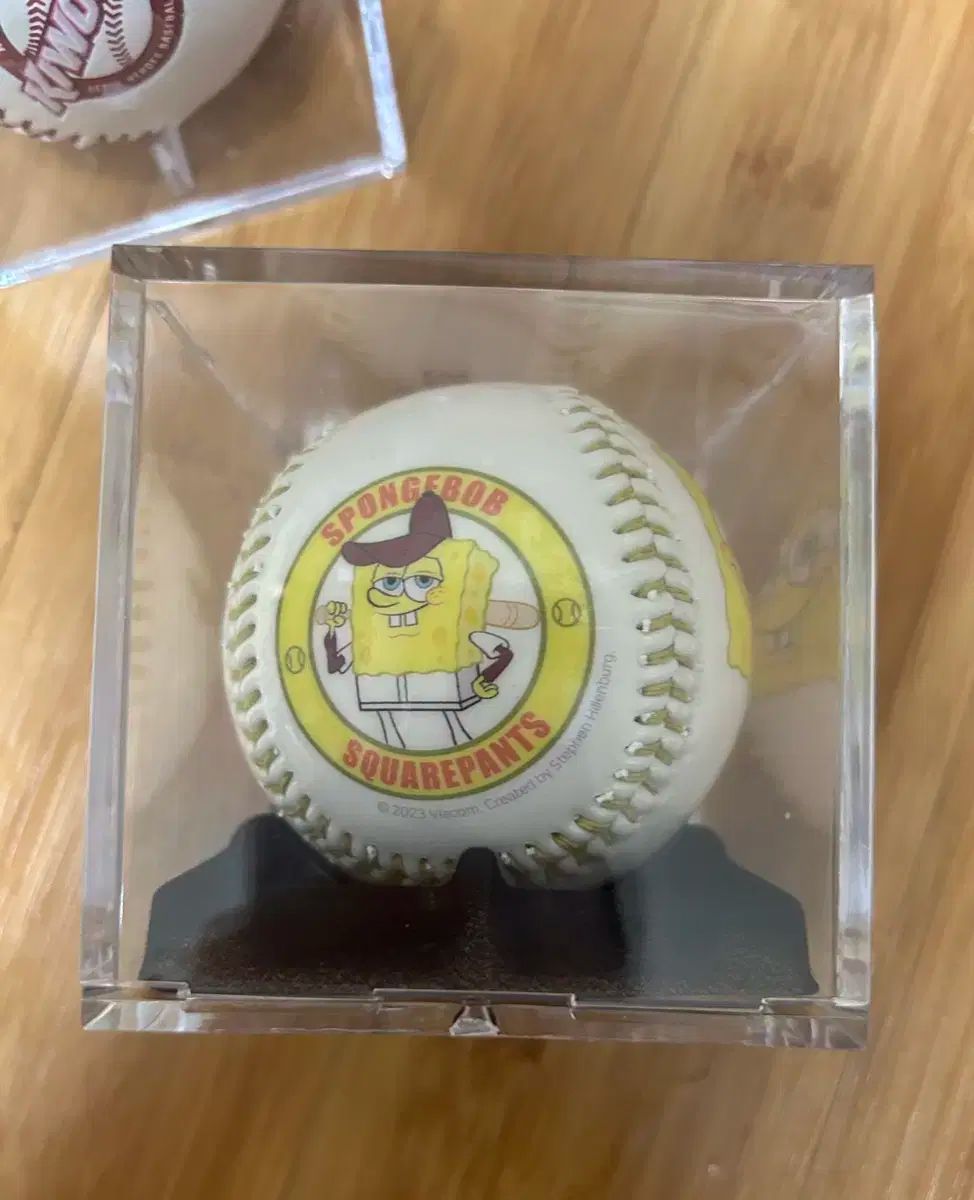 SPONGEBOB
SQUAREPANTS
© 2023 Viacom. Created by Stephen Hillenburg.